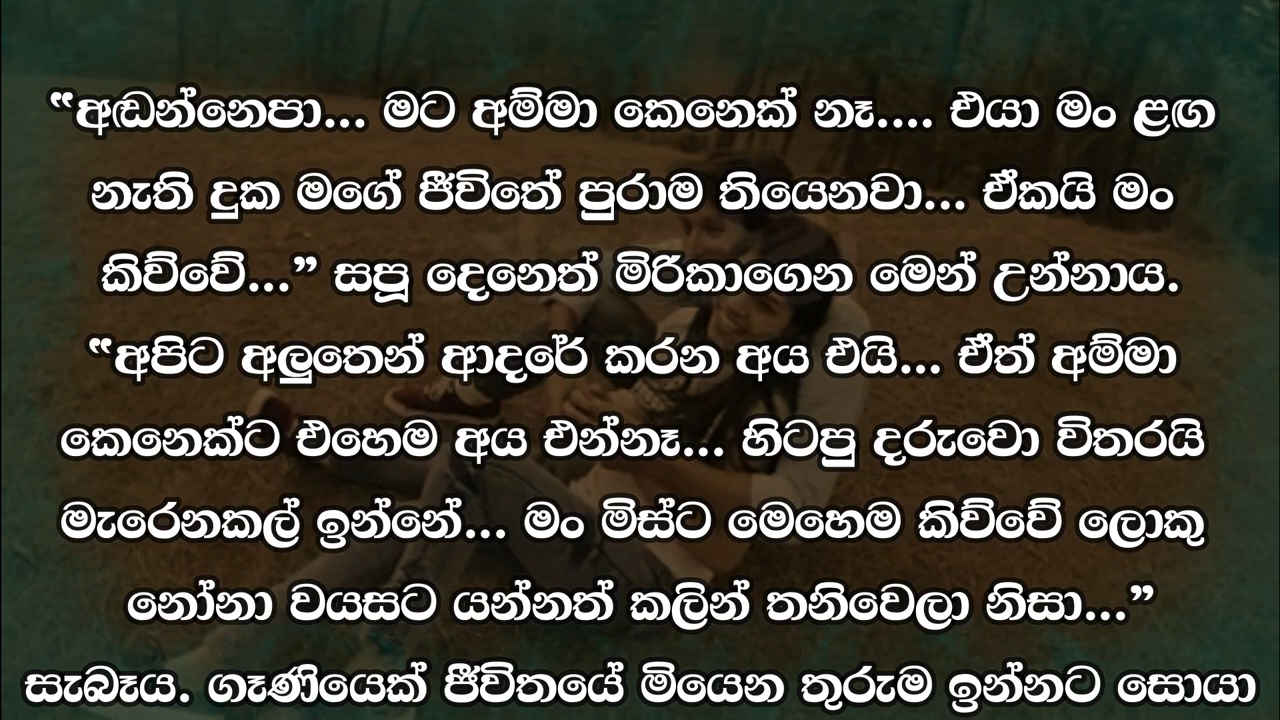 “අඬන්නෙපා... මට අම්මා කෙනෙක් නෑ.... එයා මං ළඟ
නැති දුක මගේ ජීවිතේ පුරාම තියෙනවා... ඒකයි මං
කිව්වේ...” සපූ දෙනෙත් මිරිකාගෙන මෙන් උන්නාය.
“අපිට අලුතෙන් ආදරේ කරන අය එයි... ඒත් අම්මා
කෙනෙක්ට එහෙම අය එන්නෑ... හිටපු දරුවො විතරයි
මැරෙනකල් ඉන්නේ... මං මිස්ට මෙහෙම කිව්වේ ලොකු
නෝනා වයසට යන්නත් කලින් තනිවෙලා නිසා...”
සැබෑය. ගෑණියෙක් ජීවිතයේ මියෙන තුරුම ඉන්නට සොයා